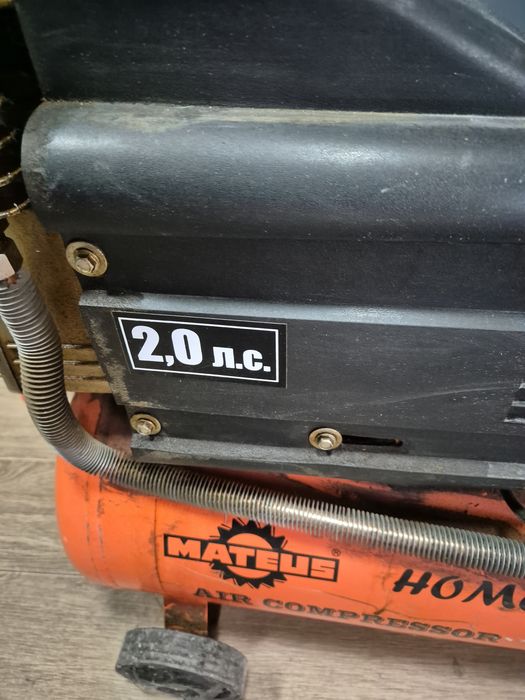 2,0 л.с.
MATEUS®
AIR COMPRESSOR